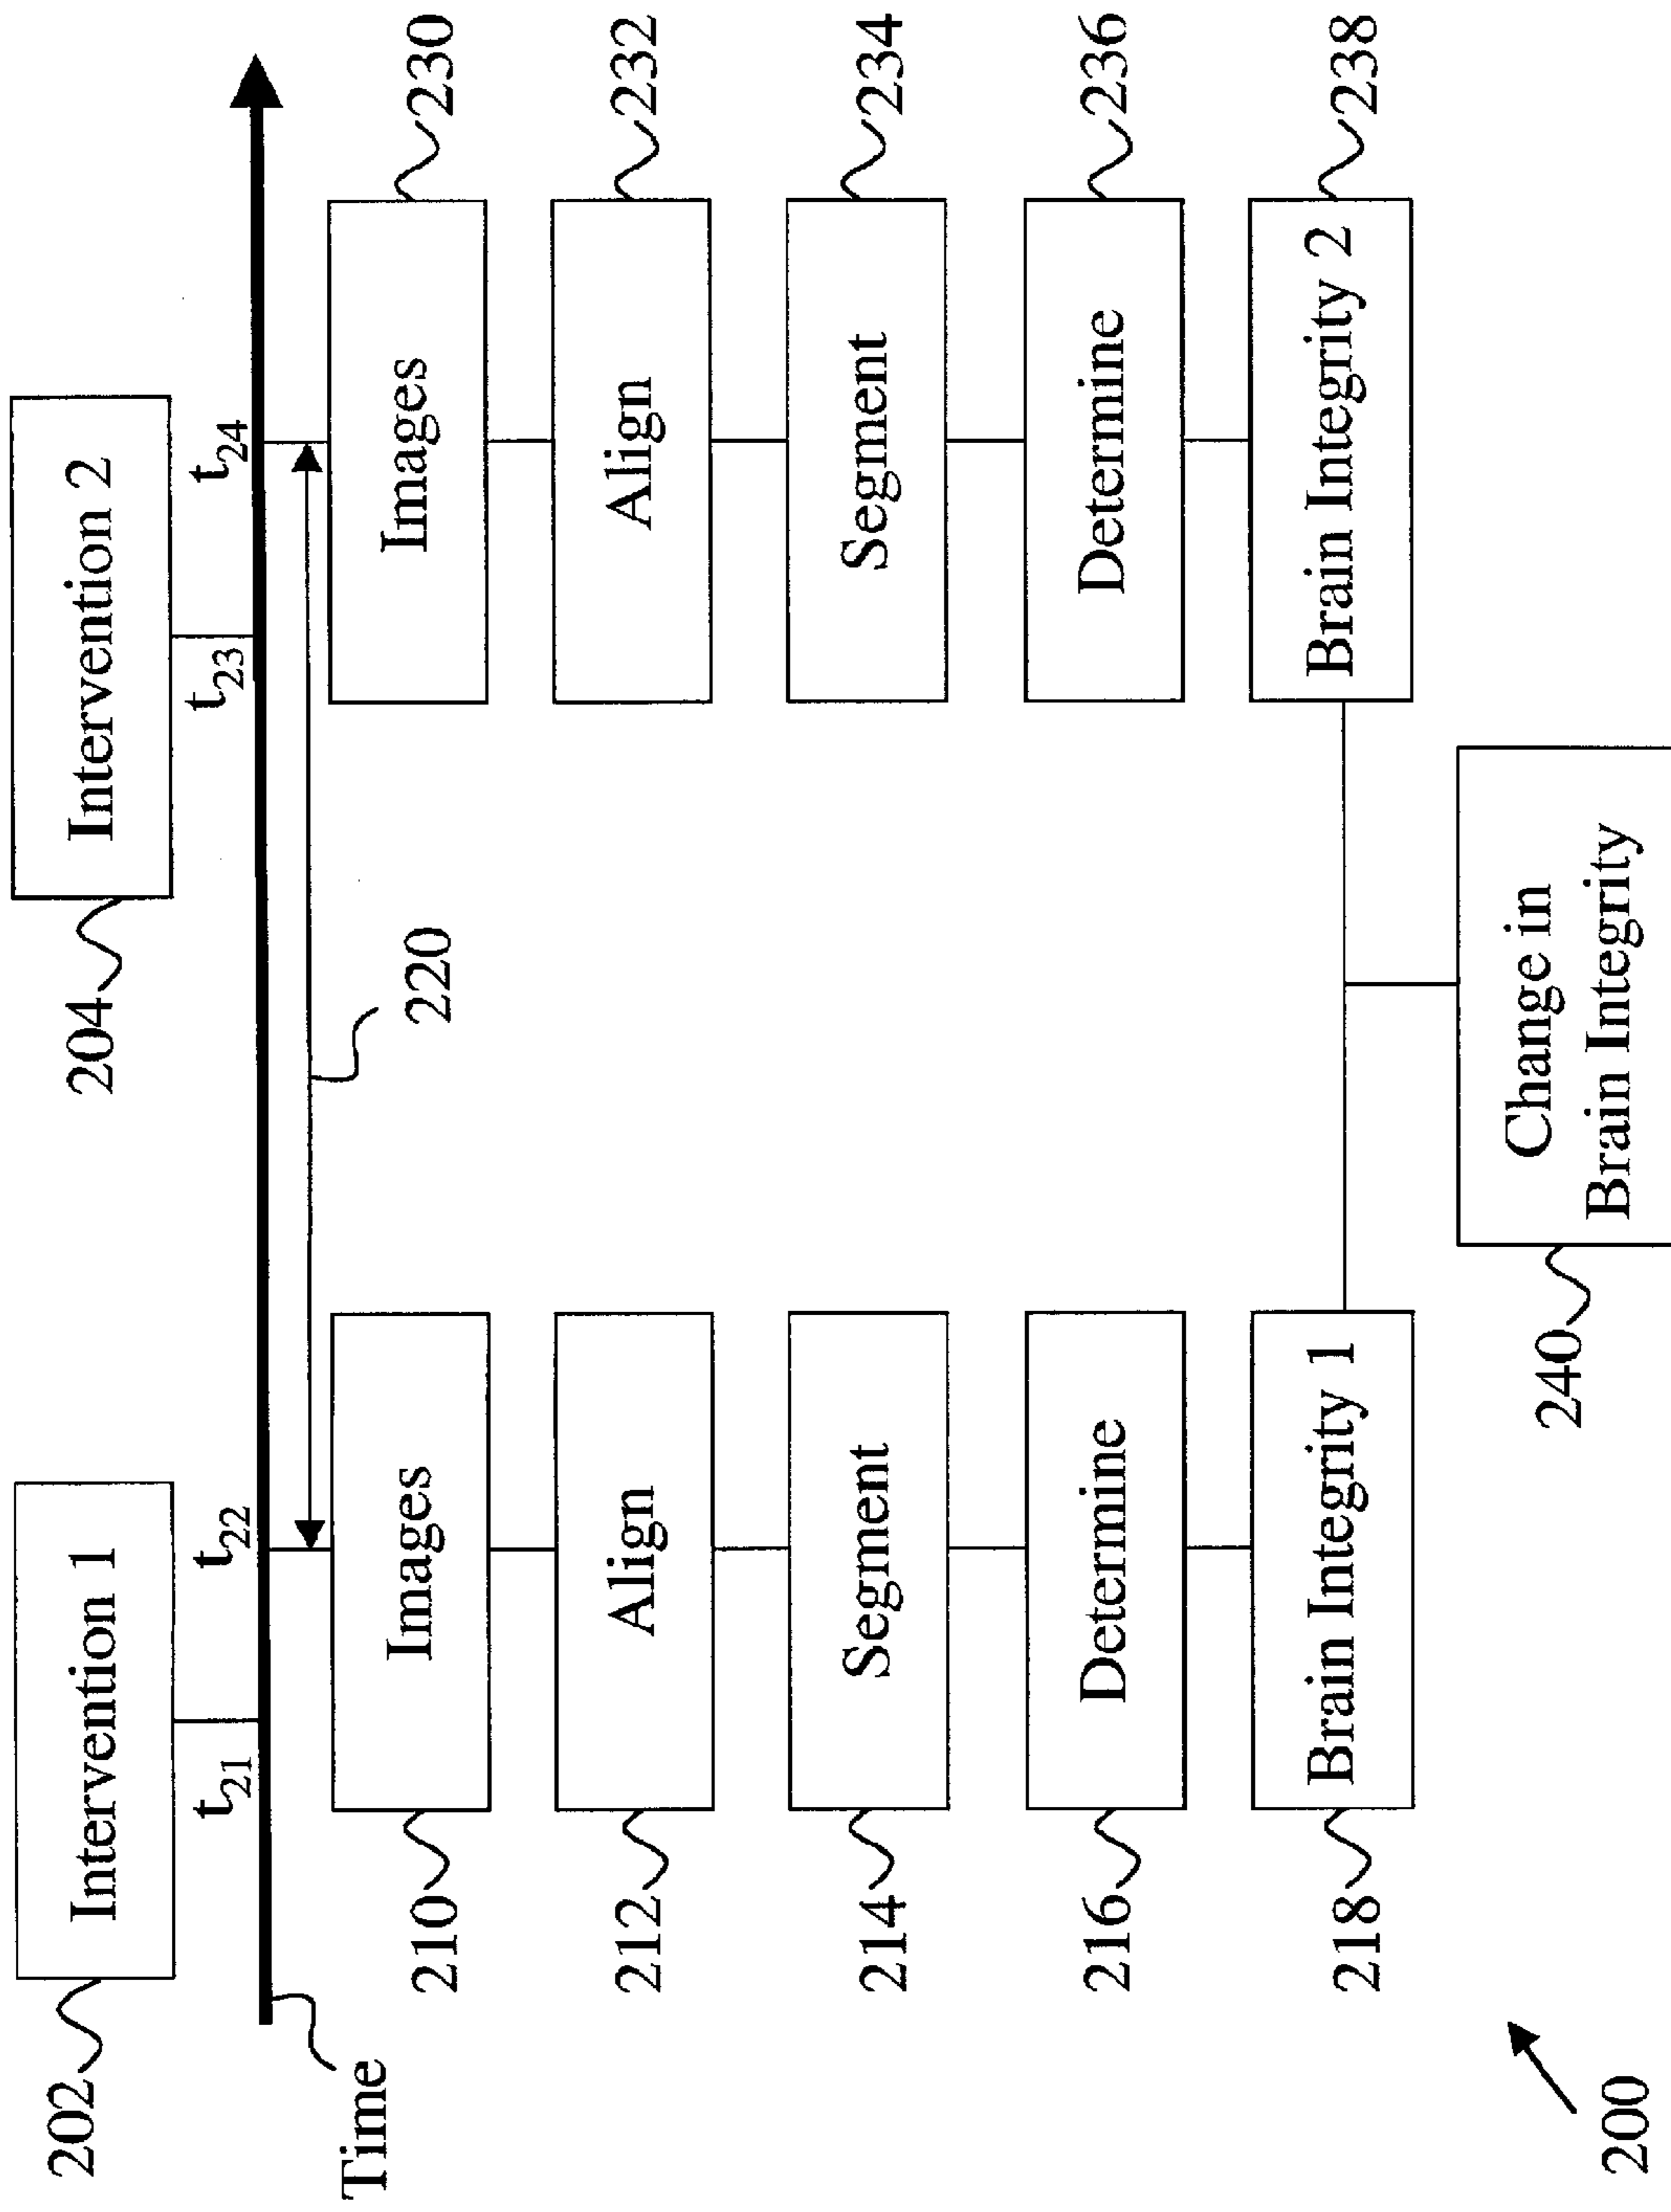 Intervention 1
Intervention 2
202
204
t21
t22
t23
t24
Time
220
210
Images
Images
230
212
Align
Align
232
214
Segment
Segment
234
216
Determine
Determine
236
218
Brain Integrity 1
Brain Integrity 2
238
240
Change in
Brain Integrity
200